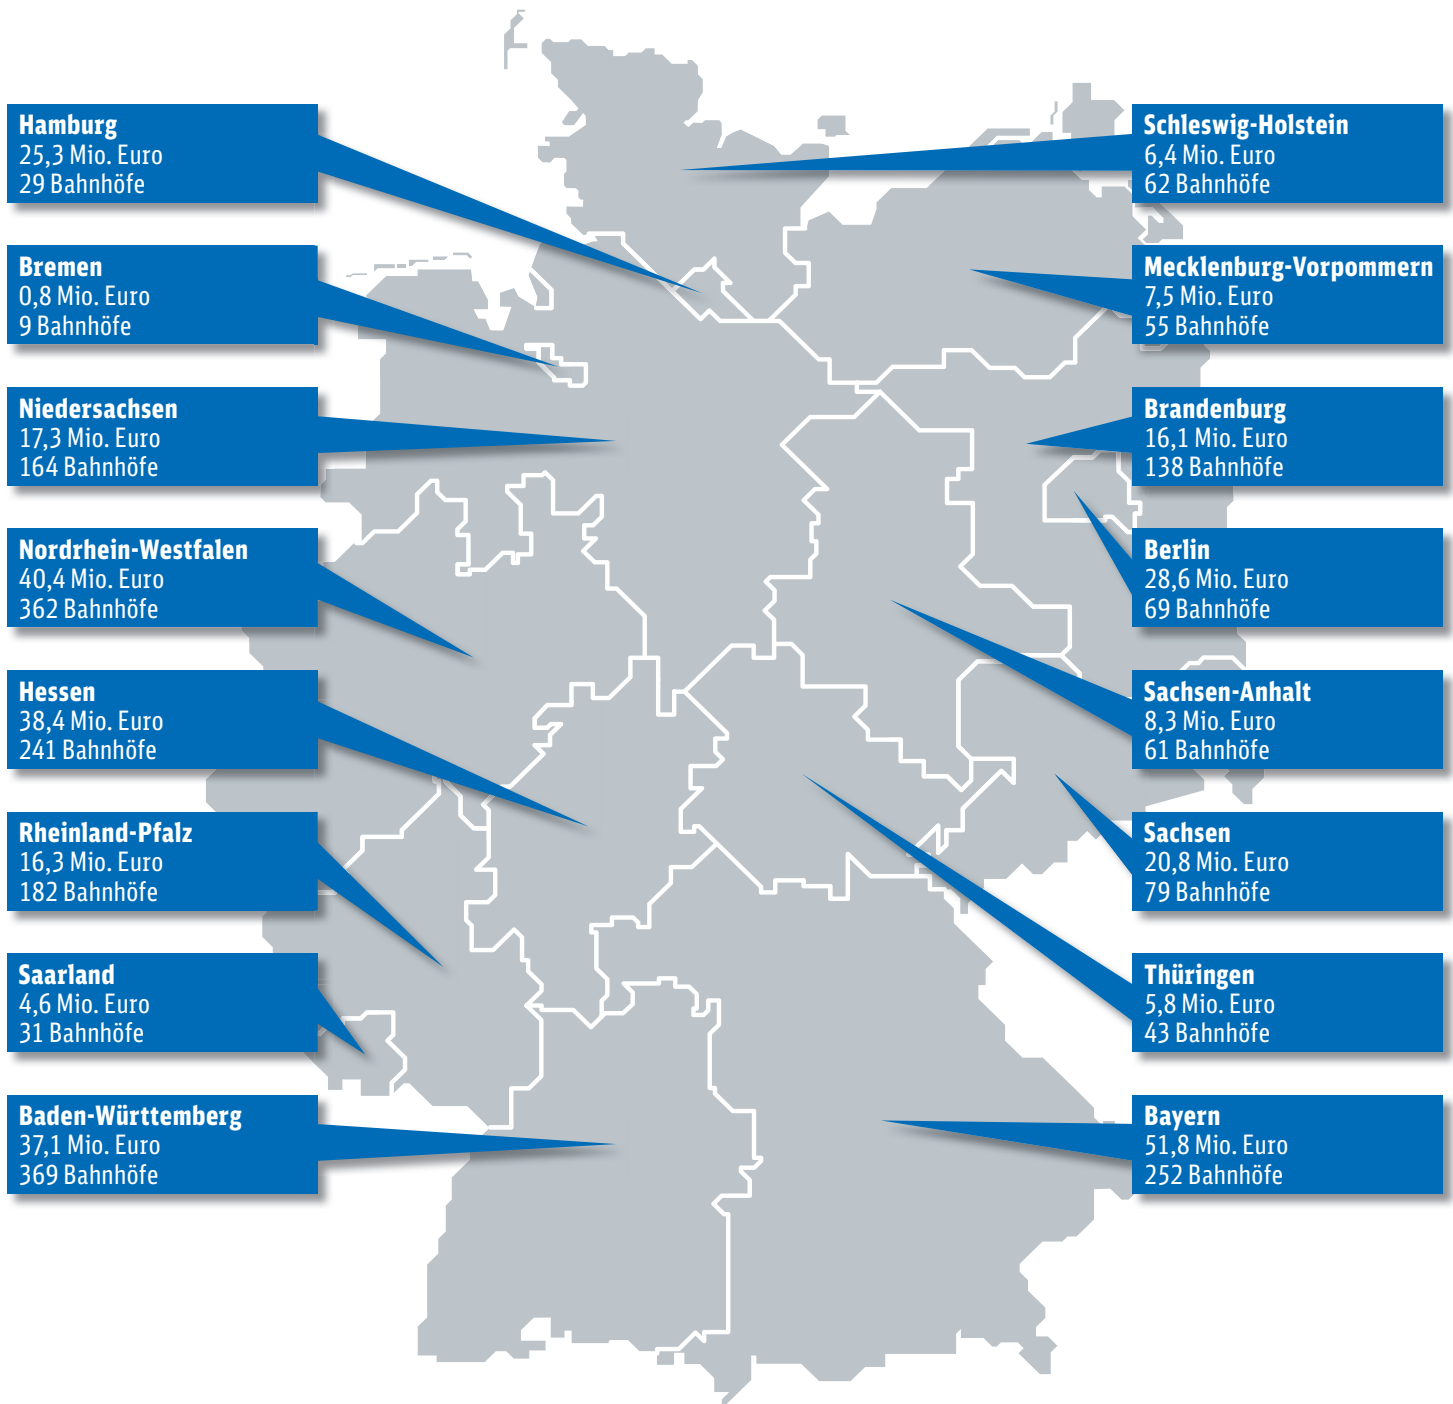 Hamburg
25,3 Mio. Euro
29 Bahnhöfe
Bremen
0,8 Mio. Euro
9 Bahnhöfe
Niedersachsen
17,3 Mio. Euro
164 Bahnhöfe
Nordrhein-Westfalen
40,4 Mio. Euro
362 Bahnhöfe
Hessen
38,4 Mio. Euro
241 Bahnhöfe
Rheinland-Pfalz
16,3 Mio. Euro
182 Bahnhöfe
Saarland
4,6 Mio. Euro
31 Bahnhöfe
Baden-Württemberg
37,1 Mio. Euro
369 Bahnhöfe
Schleswig-Holstein
6,4 Mio. Euro
62 Bahnhöfe
Mecklenburg-Vorpommern
7,5 Mio. Euro
55 Bahnhöfe
Brandenburg
16,1 Mio. Euro
138 Bahnhöfe
Berlin
28,6 Mio. Euro
69 Bahnhöfe
Sachsen-Anhalt
8,3 Mio. Euro
61 Bahnhöfe
Sachsen
20,8 Mio. Euro
79 Bahnhöfe
Thüringen
5,8 Mio. Euro
43 Bahnhöfe
Bayern
51,8 Mio. Euro
252 Bahnhöfe